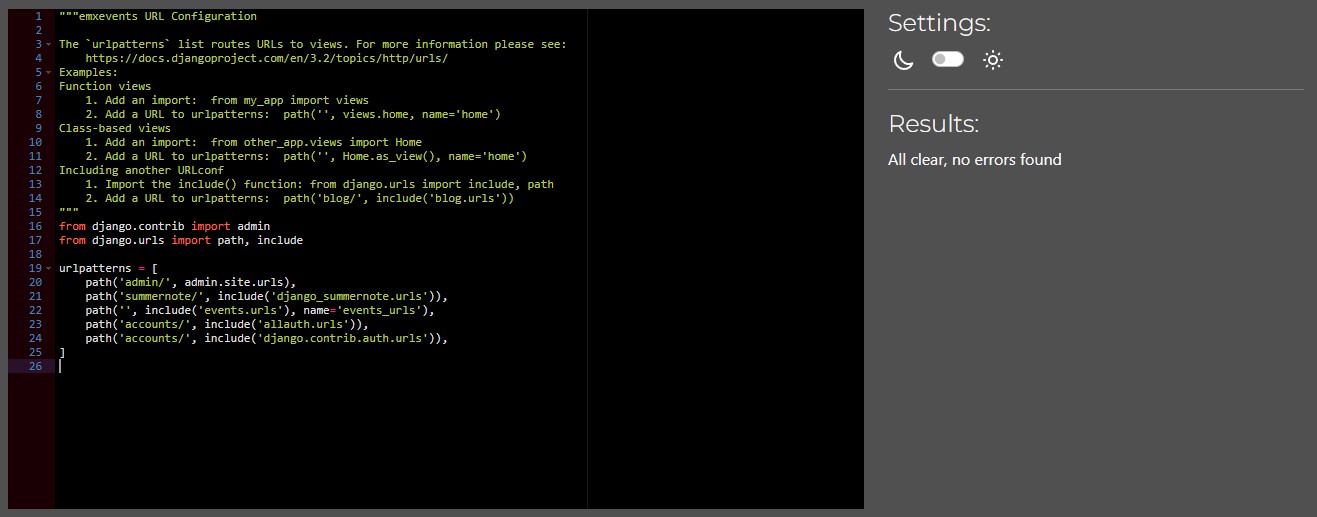 1 """emxevents URL Configuration
2
3 The `urlpatterns` list routes URLs to views. For more information please see:
4     https://docs.djangoproject.com/en/3.2/topics/http/urls/
5 Examples:
6 Function views
7     1. Add an import:  from my_app import views
8     2. Add a URL to urlpatterns:  path('', views.home, name='home')
9 Class-based views
10     1. Add an import:  from other_app.views import Home
11     2. Add a URL to urlpatterns:  path('', Home.as_view(), name='home')
12 Including another URLconf
13     1. Import the include() function: from django.urls import include, path
14     2. Add a URL to urlpatterns:  path('blog/', include('blog.urls'))
15 """
16 from django.contrib import admin
17 from django.urls import path, include
18
19 urlpatterns = [
20     path('admin/', admin.site.urls),
21     path('summernote/', include('django_summernote.urls')),
22     path('', include('events.urls'), name='events_urls'),
23     path('accounts/', include('allauth.urls')),
24     path('accounts/', include('django.contrib.auth.urls')),
25 ]
26
Settings:
Results:
All clear, no errors found